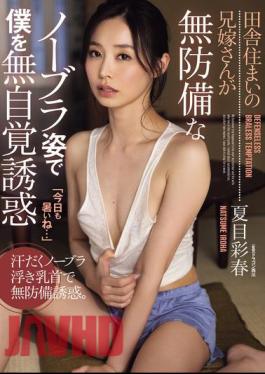 田舎住まいの
兄嫁さんが
無防備な
ノーブラ姿で
僕を無自覚誘惑
DEFENSELESS
BRALESS TEMPTATION
「今日も
暑いね…」
夏目彩春
NATSUME IROHA
汗だくノーブラ
浮き乳首で
無防備誘惑。
JAVHD